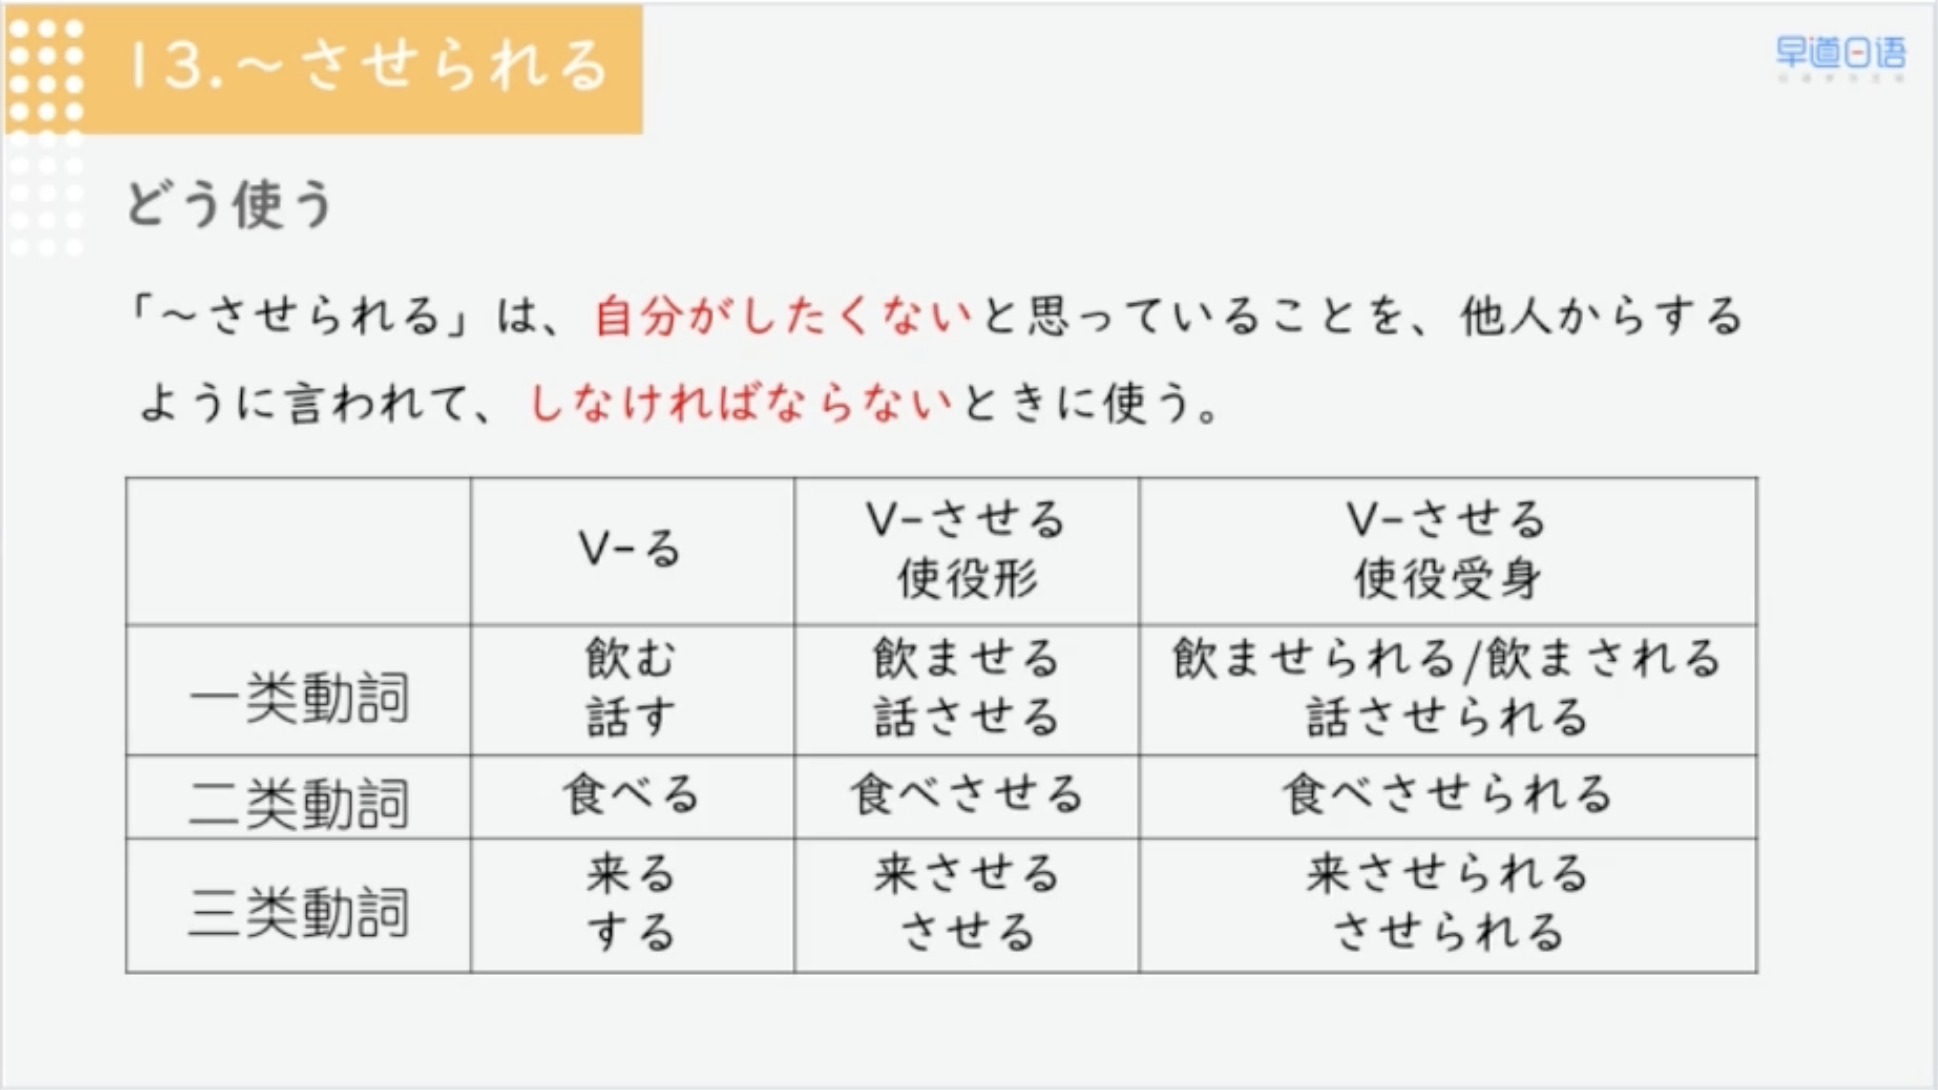 13.～させられる
早道日语
どう使う
「～させられる」は、自分がしたくないと思っていることを、他人からする
ように言われて、しなければならないときに使う。
V-る
V-させる
使役形
V-させる
使役受身
一类動詞
飲む
話す
飲ませる
話させる
飲ませられる/飲まされる
話させられる
二类動詞
食べる
食べさせる
食べさせられる
三类動詞
来る
する
来させる
させる
来させられる
させられる